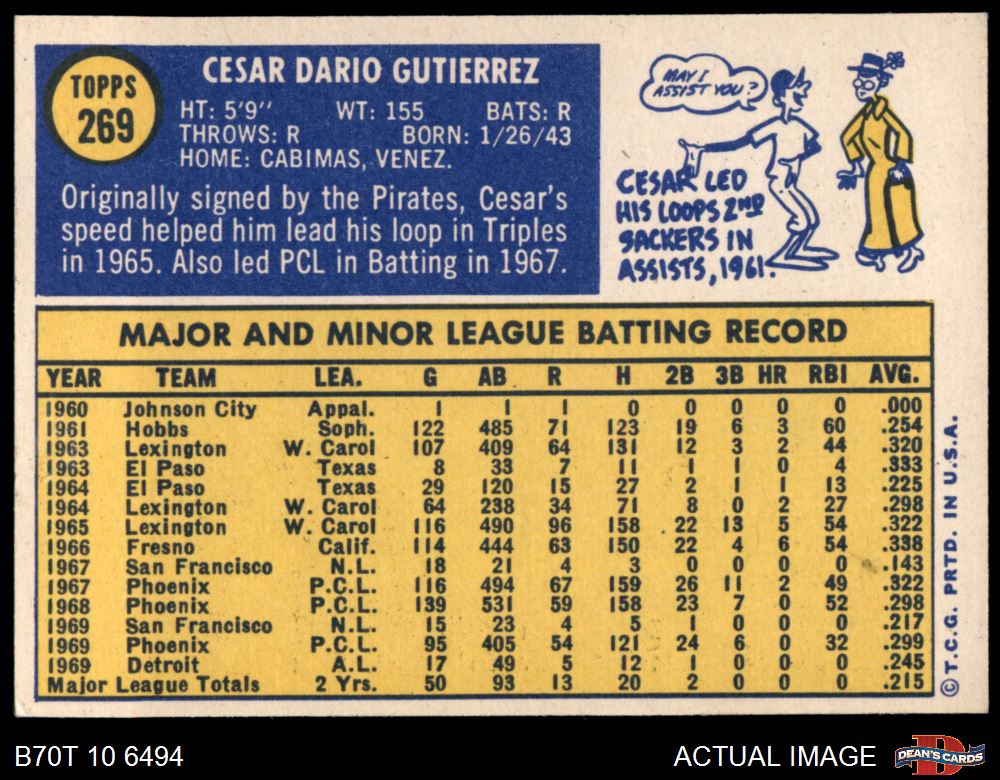 TOPPS
269
CESAR DARIO GUTIERREZ
HT: 5'9" WT: 155 BATS: R
THROWS: R BORN: 1/26/43
HOME: CABIMAS, VENEZ.
Originally signed by the Pirates, Cesar's
speed helped him lead his loop in Triples
in 1965. Also led PCL in Batting in 1967.
MAY I
ASSIST YOU?
CESAR LED
HIS LOOPS 2ND
SACKERS IN
ASSISTS, 1961.
MAJOR AND MINOR LEAGUE BATTING RECORD
YEAR TEAM LEA. G AB R H 2B 3B HR RBI AVG.
1960 Johnson City Appal. 1 1 1 0 0 0 0 0 .000
1961 Hobbs Soph. 122 485 71 123 19 6 3 60 .254
1963 Lexington W. Carol 107 409 64 131 12 3 2 44 .320
1963 El Paso Texas 8 33 7 11 1 1 0 4 .333
1964 El Paso Texas 29 120 15 27 2 1 1 13 .225
1964 Lexington W. Carol 64 238 34 71 8 0 2 27 .298
1965 Lexington W. Carol 116 490 96 158 22 13 5 54 .322
1966 Fresno Calif. 114 444 63 150 22 4 6 54 .338
1967 San Francisco N.L. 18 21 4 3 0 0 0 0 .143
1967 Phoenix P.C.L. 116 494 67 159 26 11 2 49 .322
1968 Phoenix P.C.L. 139 531 59 158 23 7 0 52 .298
1969 San Francisco N.L. 15 23 4 5 1 0 0 0 .217
1969 Phoenix P.C.L. 95 405 54 121 24 6 0 32 .299
1969 Detroit A.L. 17 49 5 12 1 0 0 0 .245
Major League Totals 2 Yrs. 50 93 13 20 2 0 0 0 .215
© T.C.G. PRTD. IN U.S.A.
B70T 10 6494
ACTUAL IMAGE
D
DEAN'S CARDS